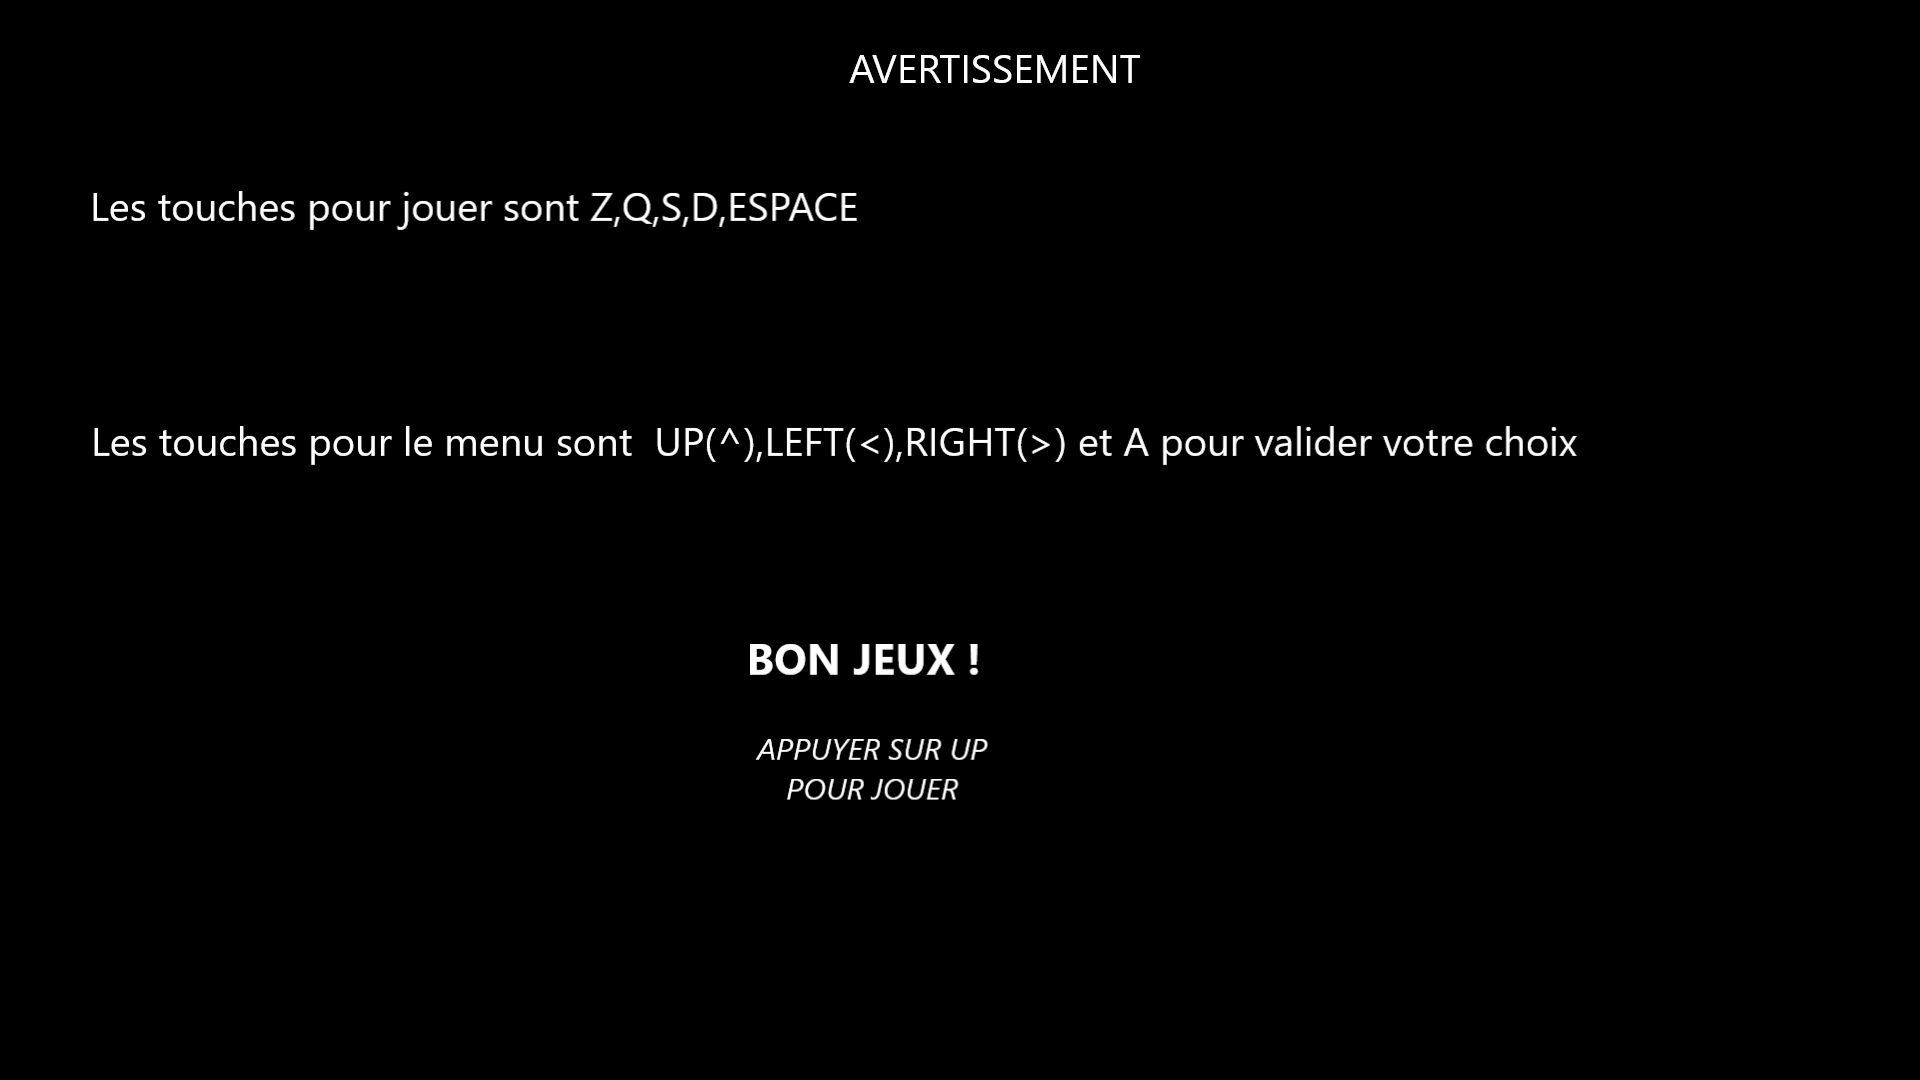 AVERTISSEMENT
Les touches pour jouer sont Z,Q,S,D,ESPACE
Les touches pour le menu sont  UP(^),LEFT(<),RIGHT(>) et A pour valider votre choix
BON JEUX !
APPUYER SUR UP
POUR JOUER